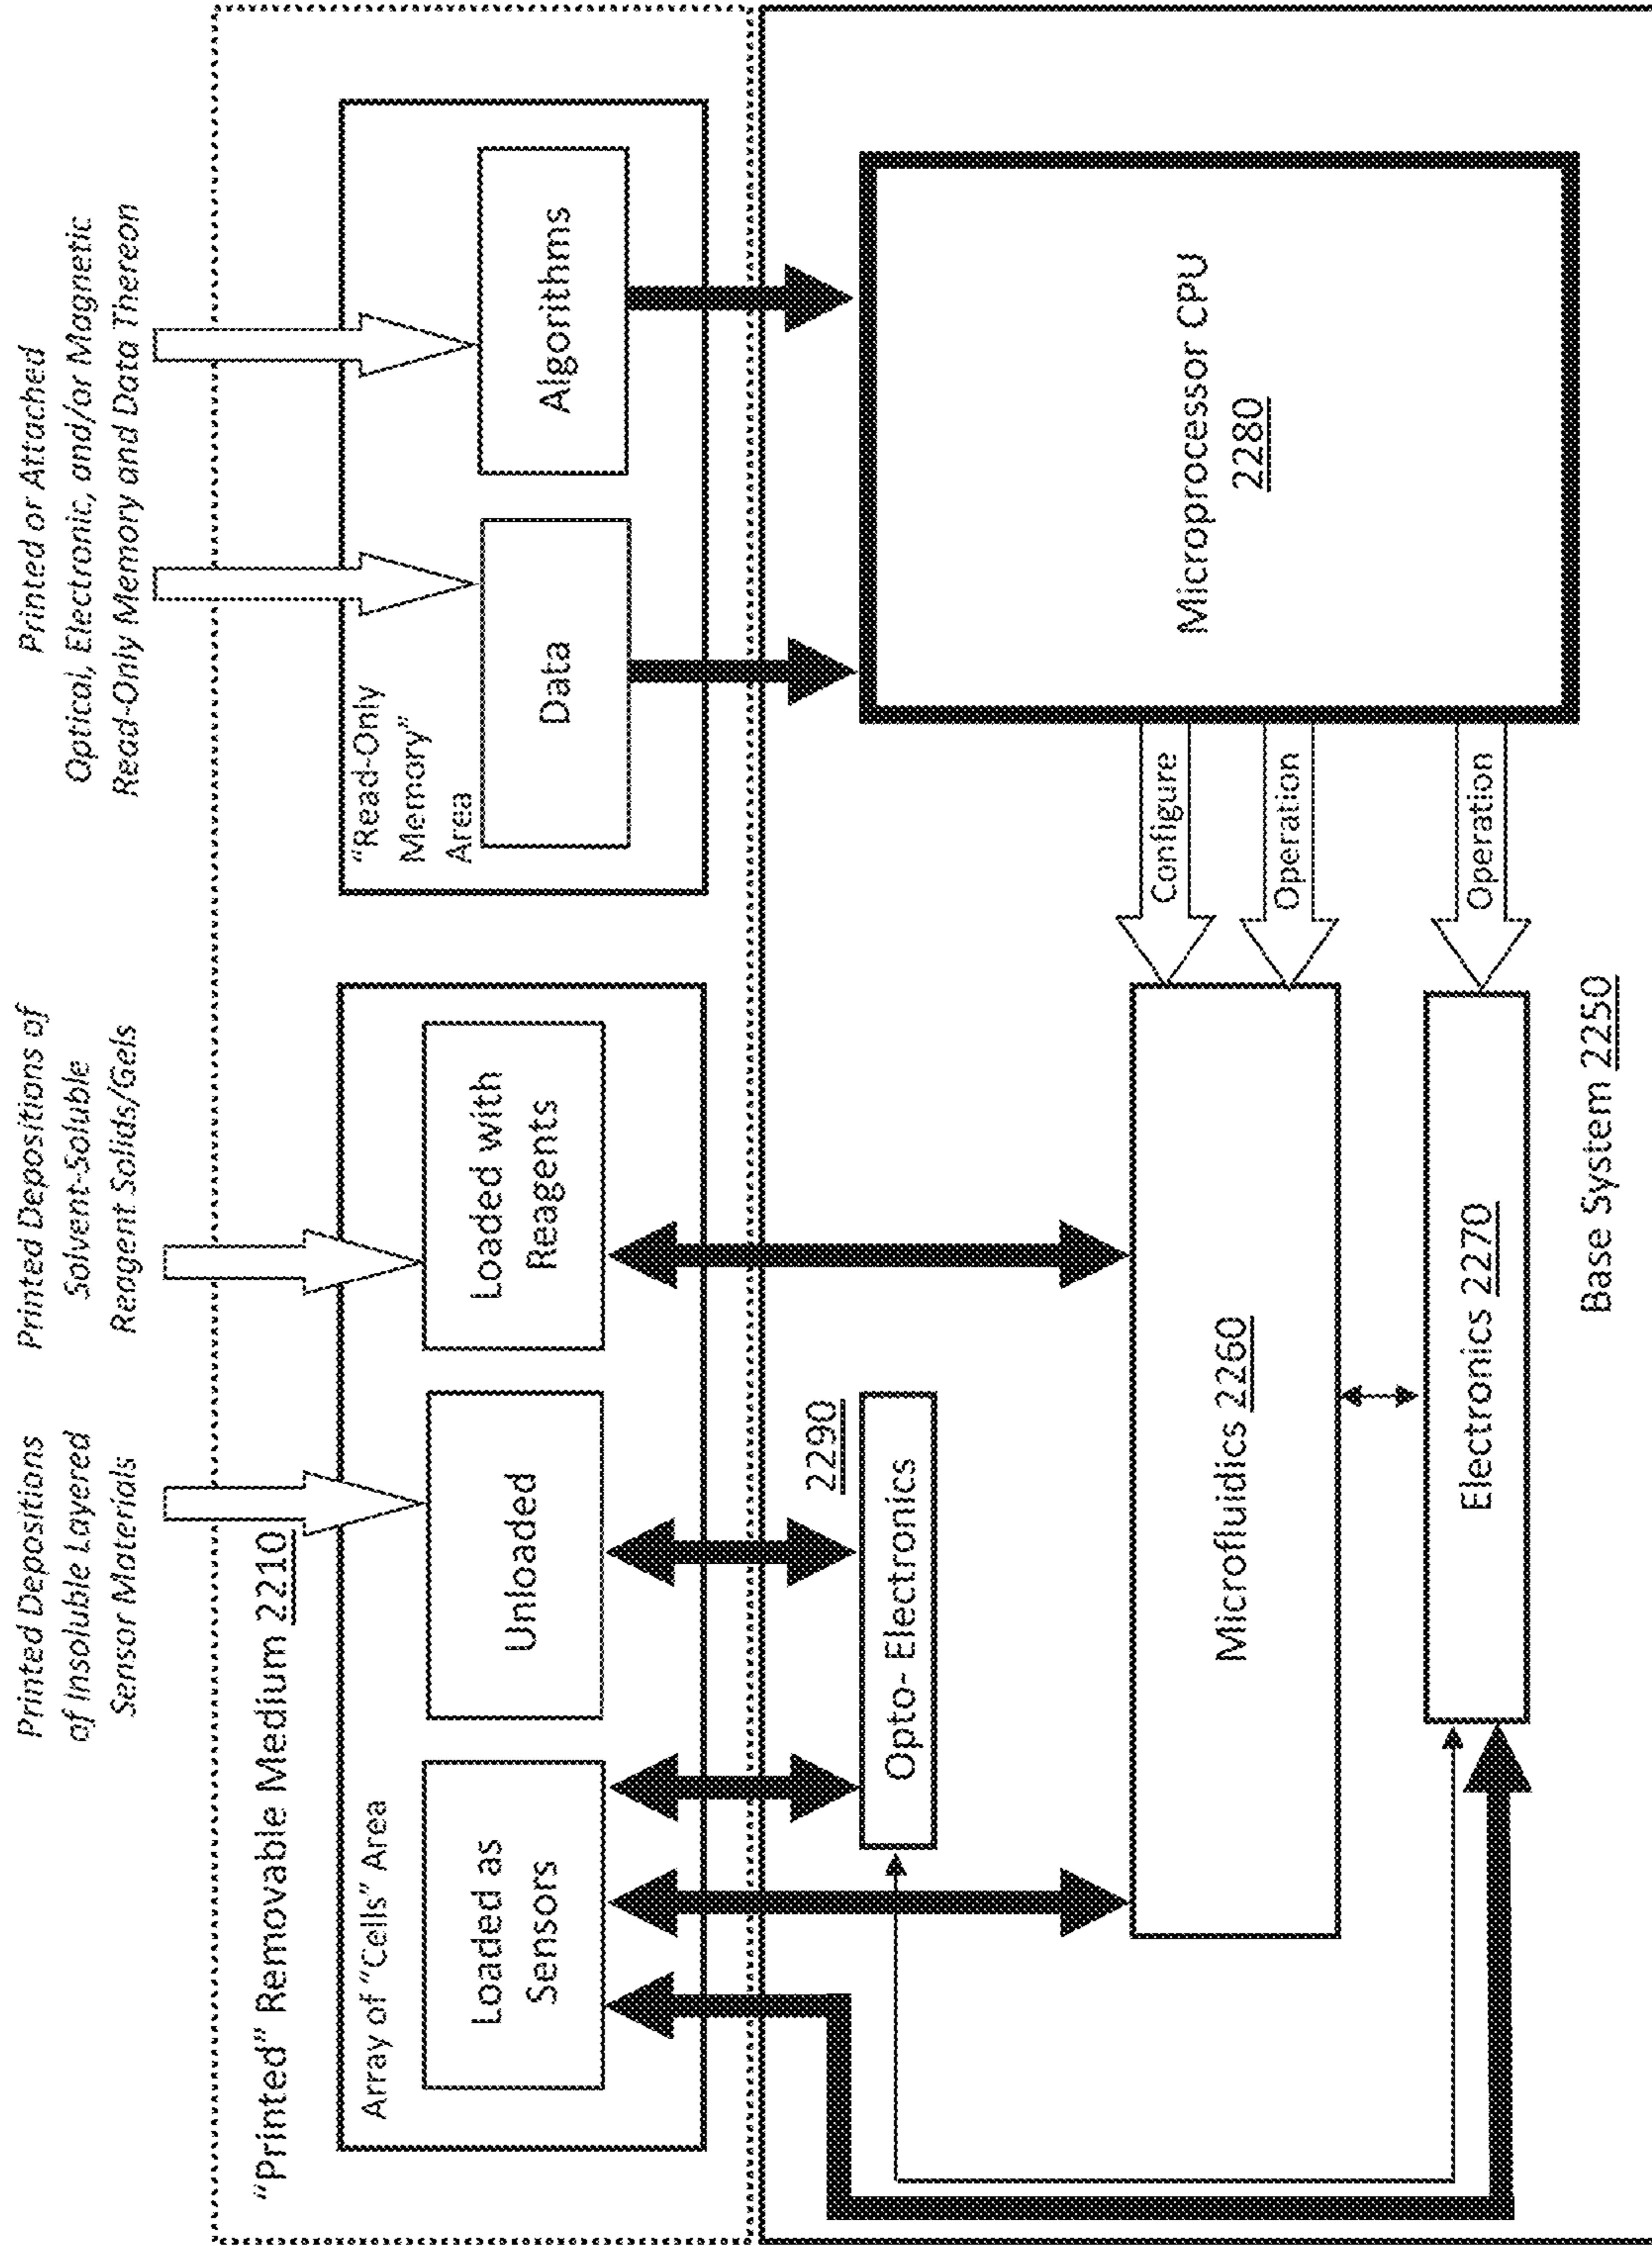 Printed Depositions
of Insoluble Layered
Sensor Materials
Printed Depositions of
Solvent-Soluble
Reagent Solids/Gels
Printed or Attached
Optical, Electronic, and/or Magnetic
Read-Only Memory and Data Thereon
“Printed” Removable Medium 2210
Array of “Cells” Area
Loaded as
Sensors
Unloaded
Loaded with
Reagents
“Read-Only
Memory”
Area
Data
Algorithms
2290
Opto- Electronics
Microfluidics 2260
Electronics 2270
Configure
Operation
Operation
Microprocessor CPU
2280
Base System 2250